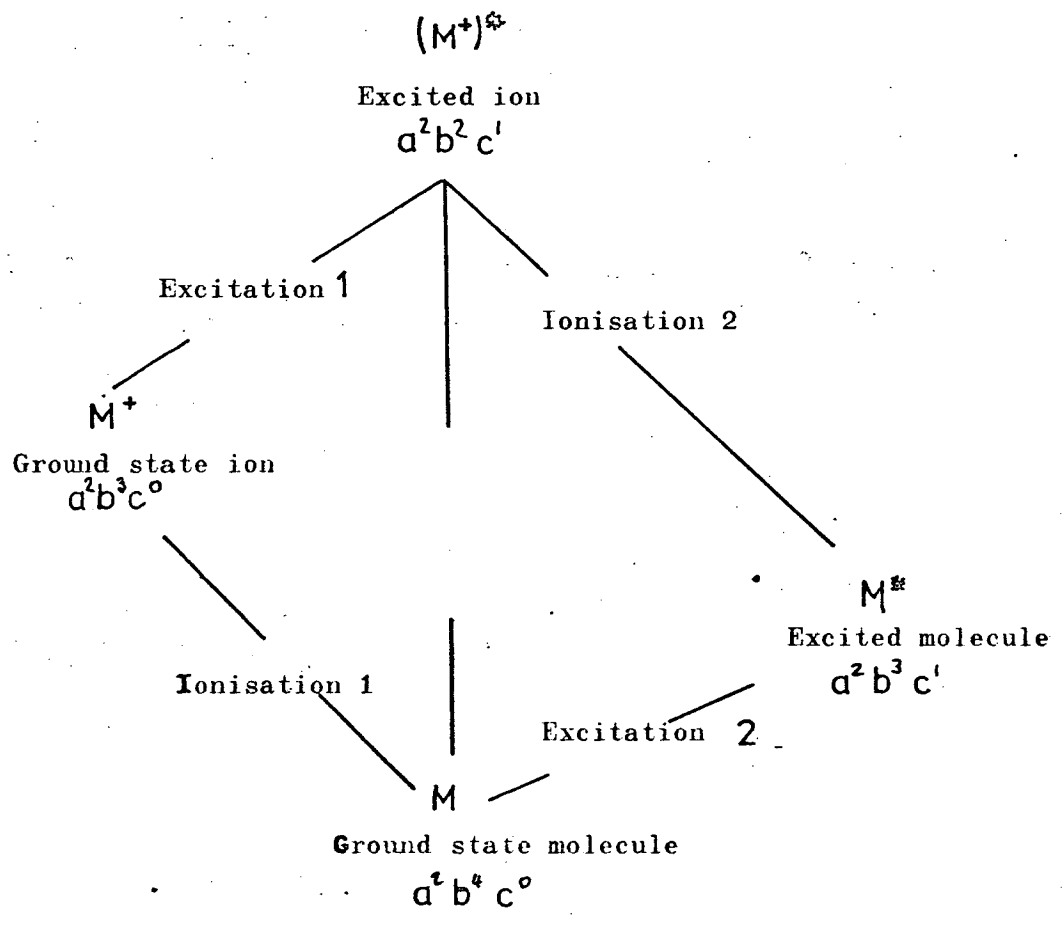 (M⁺)*
Excited ion
a²b²c¹
Excitation 1
Ionisation 2
M⁺
Ground state ion
a²b³c⁰
M*
Excited molecule
a²b³c¹
Ionisation 1
Excitation 2
M
Ground state molecule
a²b⁴c⁰